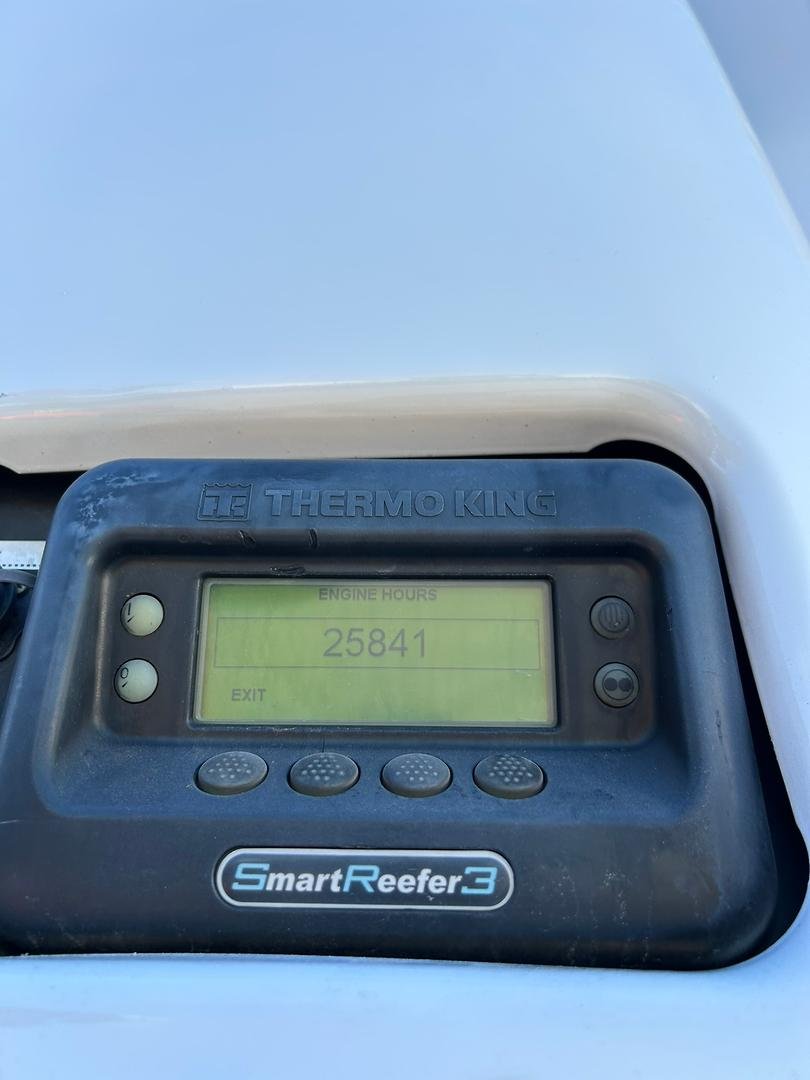 THERMO KING
ENGINE HOURS
25841
EXIT
SmartReefer3